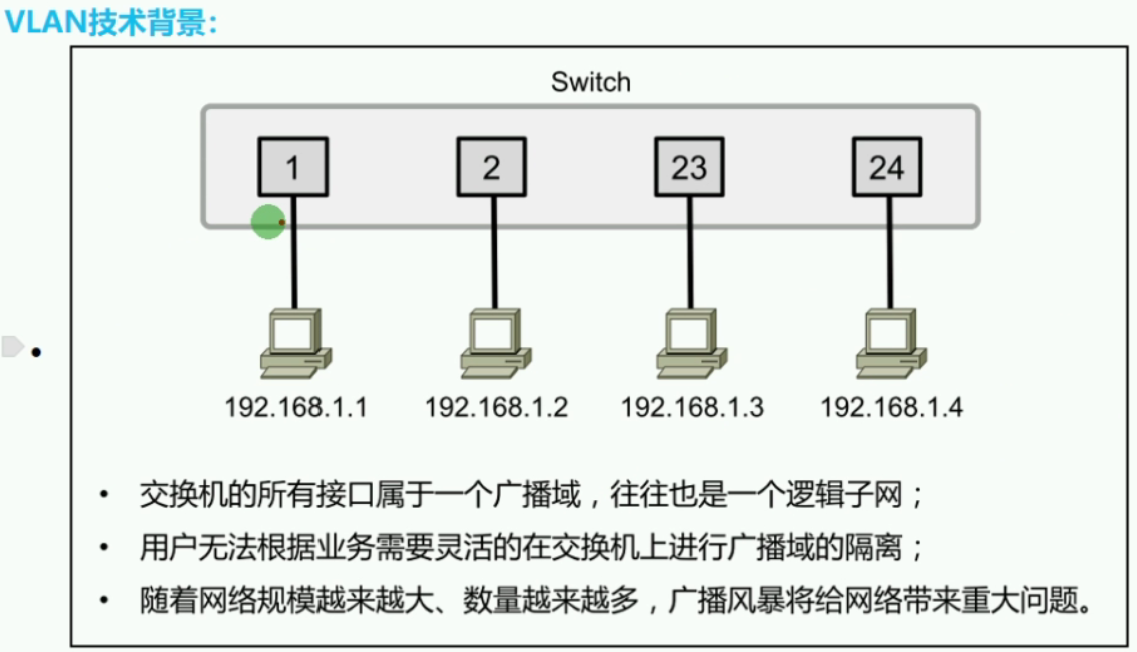 VLAN技术背景：
Switch
1 2 23 24
192.168.1.1 192.168.1.2 192.168.1.3 192.168.1.4
• 交换机的所有接口属于一个广播域，往往也是一个逻辑子网；
• 用户无法根据业务需要灵活的在交换机上进行广播域的隔离；
• 随着网络规模越来越大、数量越来越多，广播风暴将给网络带来重大问题。